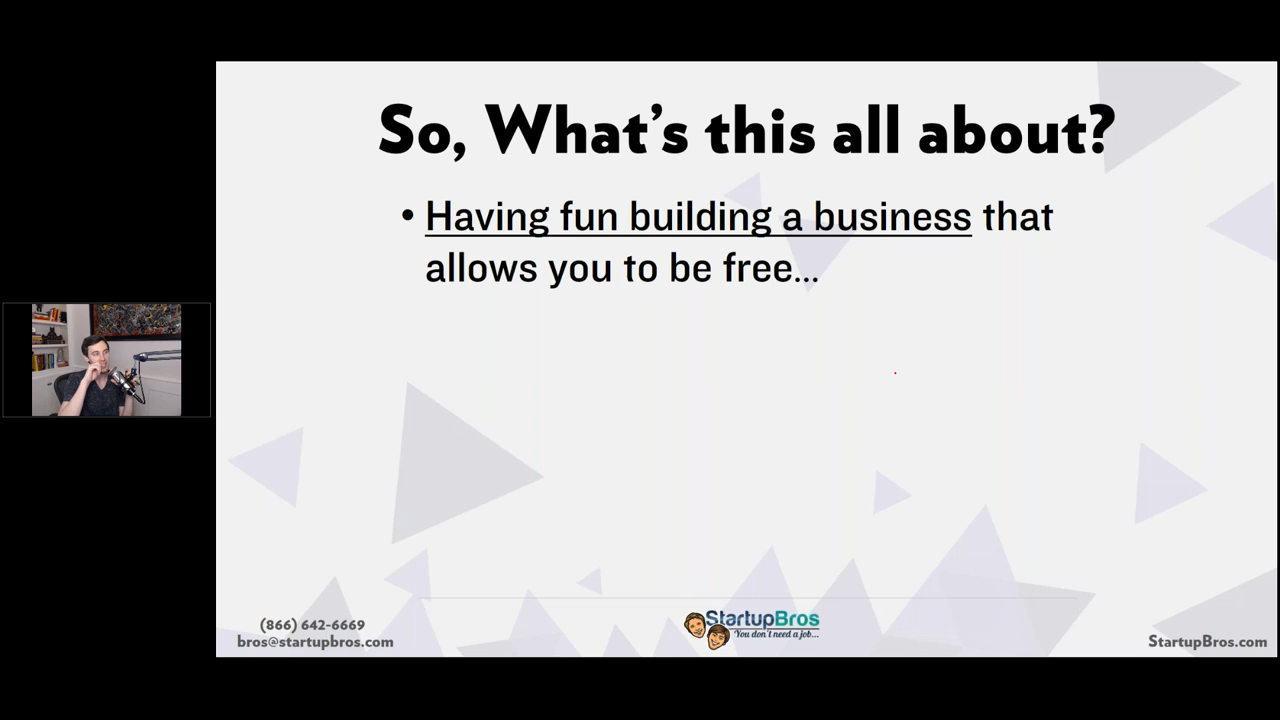 So, What's this all about?
• Having fun building a business that
allows you to be free...
(866) 642-6669
bros@startupbros.com
StartupBros
"You don't need a job...
StartupBros.com